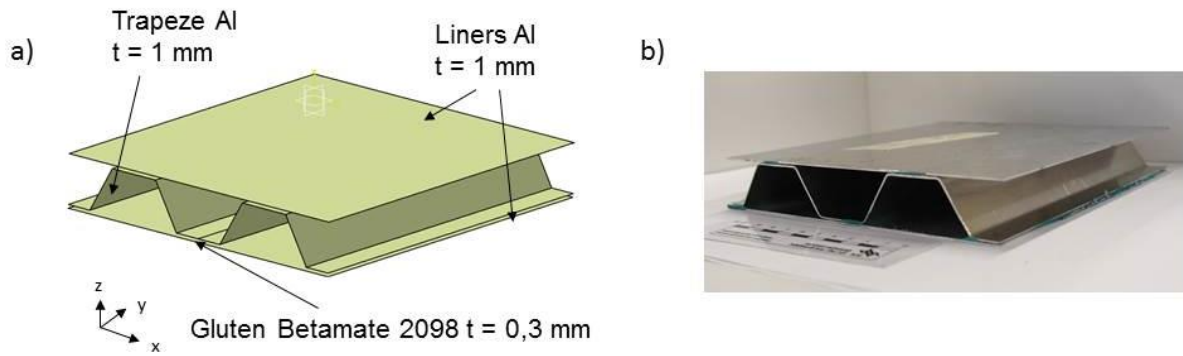 a)
Trapeze Al
t = 1 mm
Liners Al
t = 1 mm
z
y
x
Gluten Betamate 2098 t = 0,3 mm
b)